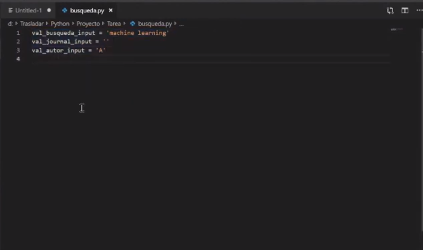 Untitled-1
busqueda.py
Trasladar > Python > Proyecto > Tarea > busqueda.py > ...
1 val_busqueda_input = 'machine learning'
2 val_journal_input = ''
3 val_autor_input = 'A'
4